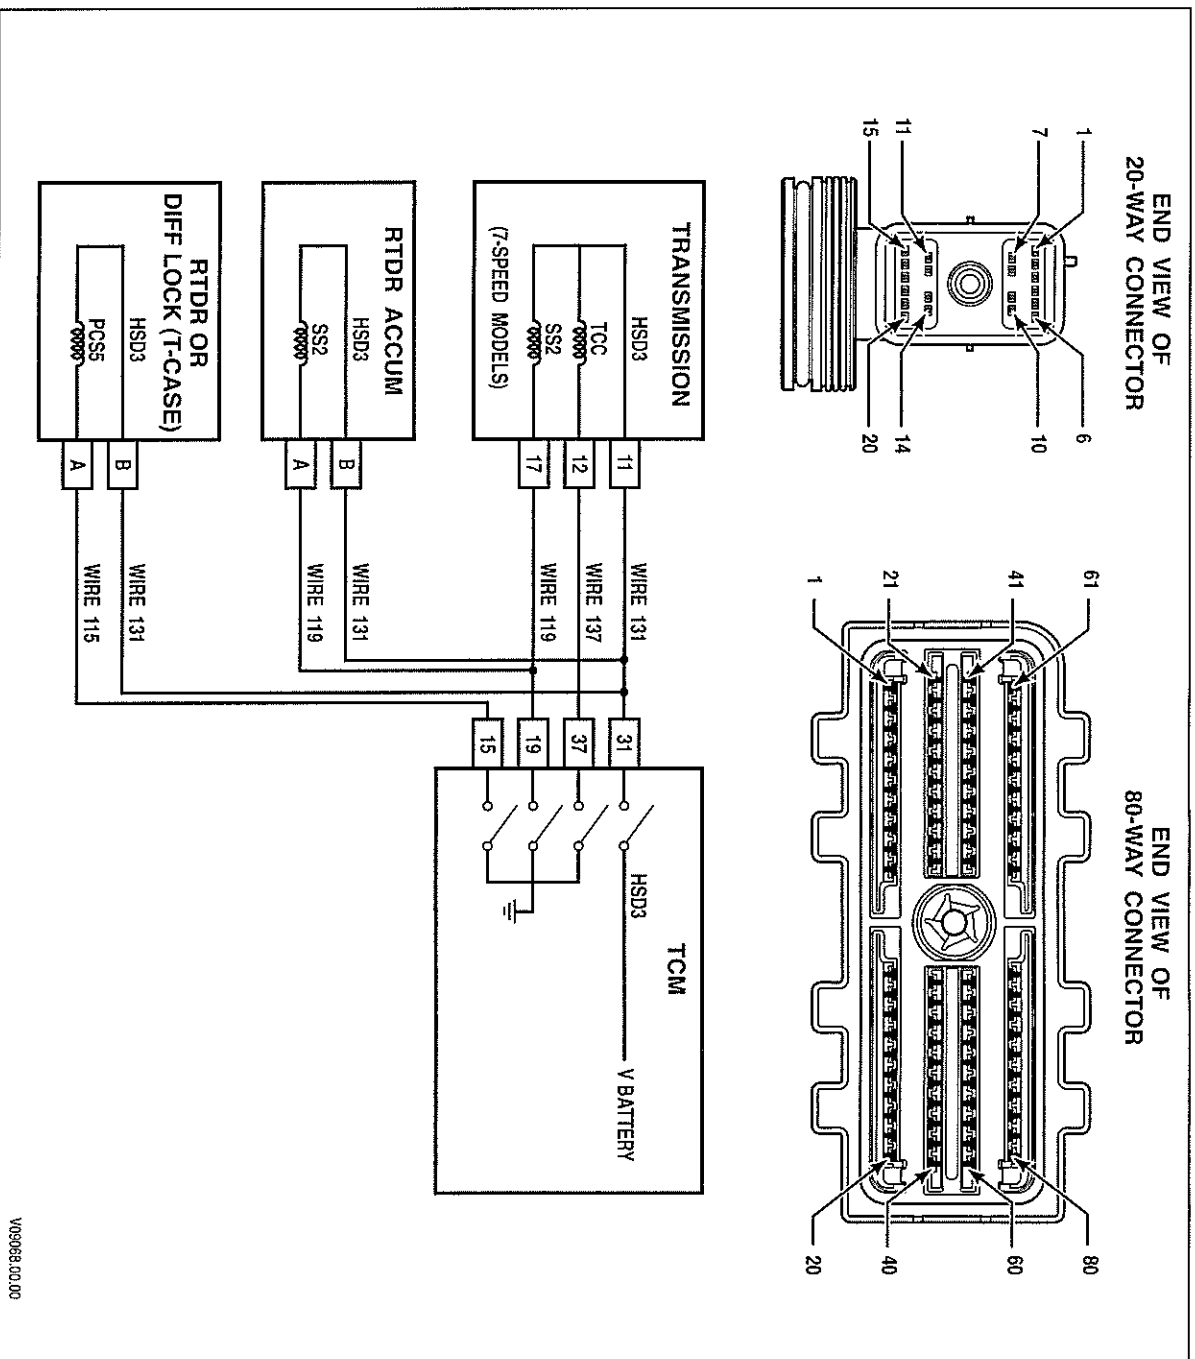 END VIEW OF
20-WAY CONNECTOR
1
7
11
15
6
10
14
20
END VIEW OF
80-WAY CONNECTOR
61
41
21
1
80
60
40
20
TRANSMISSION
HSD3
TCC
SS2
(7-SPEED MODELS)
11
12
17
WIRE 131
WIRE 137
WIRE 119
RTDR ACCUM
HSD3
SS2
B
A
WIRE 131
WIRE 119
RTDR OR
DIFF LOCK (T-CASE)
HSD3
PCS5
B
A
WIRE 131
WIRE 115
31
37
19
15
TCM
HSD3
V BATTERY
V09068.00.00